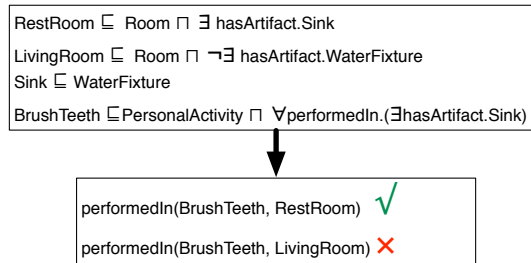 RestRoom ⊑ Room ⊓ ∃ hasArtifact.Sink
LivingRoom ⊑ Room ⊓ ¬∃ hasArtifact.WaterFixture
Sink ⊑ WaterFixture
BrushTeeth ⊑PersonalActivity ⊓ ∀performedIn.(∃hasArtifact.Sink)
performedIn(BrushTeeth, RestRoom) √
performedIn(BrushTeeth, LivingRoom) ✕